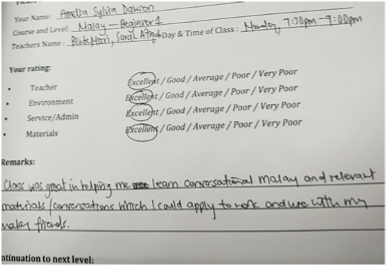 Your Name: Amelia Sylvia Dawson
Course and Level: Malay - Beginner 1
Teachers Name: Day & Time of Class: Monday, 7:30pm - 9:00pm
Your rating:
• Teacher Excellent / Good / Average / Poor / Very Poor
• Environment Excellent / Good / Average / Poor / Very Poor
• Service/Admin Excellent / Good / Average / Poor / Very Poor
• Materials Excellent / Good / Average / Poor / Very Poor
Remarks:
Class was great in helping me learn conversational Malay and relevant
materials/conversations which I could apply to work and use with my
malay friends.
ntinuation to next level: